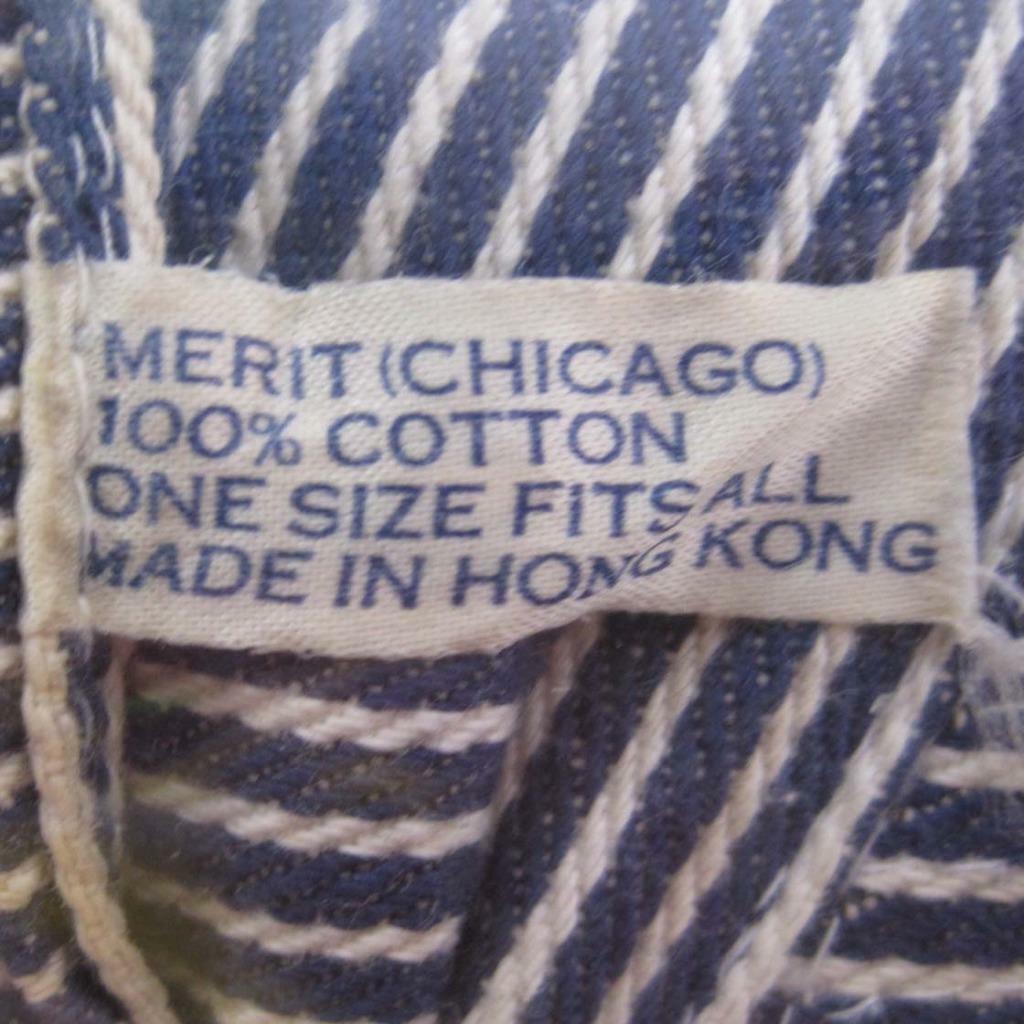 MERIT (CHICAGO)
100% COTTON
ONE SIZE FITS ALL
MADE IN HONG KONG